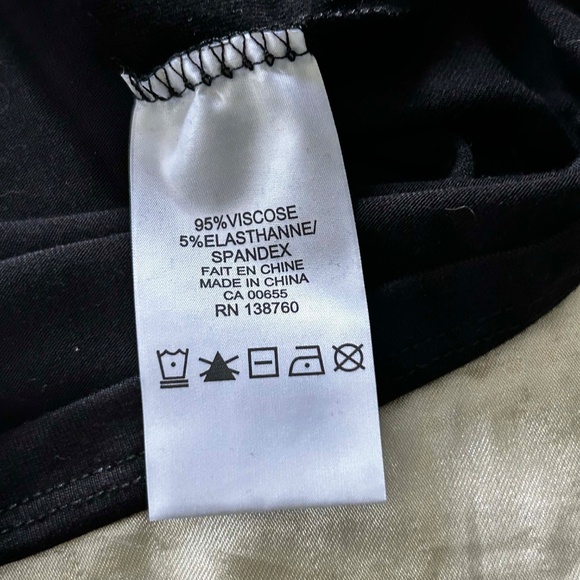 95%VISCOSE
5%ELASTHANNE/
SPANDEX
FAIT EN CHINE
MADE IN CHINA
CA 00655
RN 138760